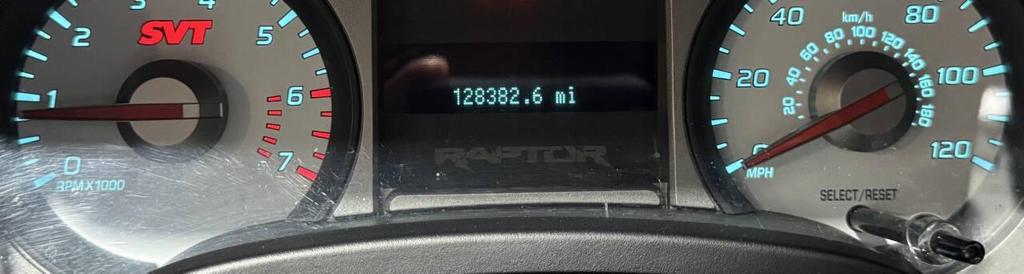 2 3 4 5
SVT
1 6
0 7
RPMX1000
128382.6 mi
RAPTOR
40 km/h 80
20 40 60 80 100 120 140 160 180
20 100
0 120
MPH
SELECT/RESET